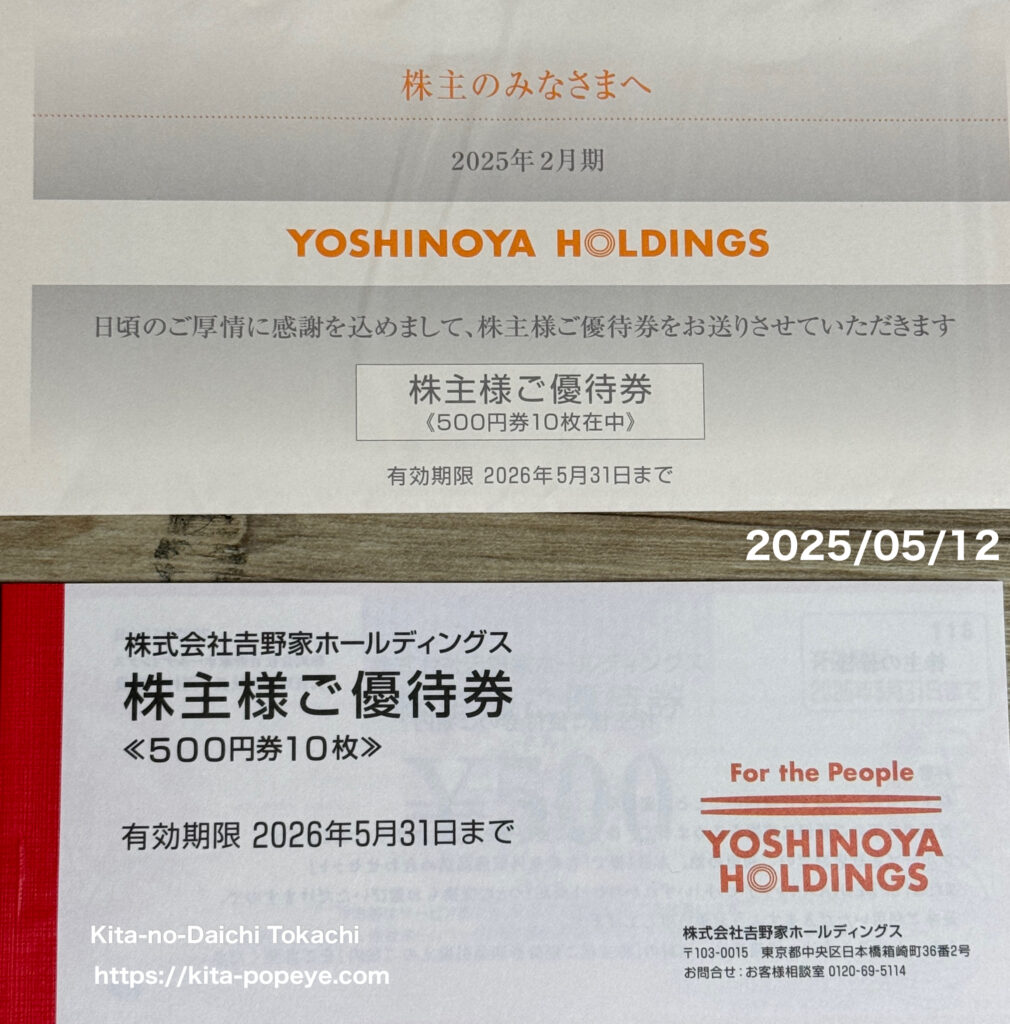 株主のみなさまへ
2025年2月期
YOSHINOYA HOLDINGS
日頃のご厚情に感謝を込めまして、株主様ご優待券をお送りさせていただきます
株主様ご優待券
《500円券10枚在中》
有効期限 2026年5月31日まで
2025/05/12
株式会社𠮷野家ホールディングス
株主様ご優待券
≪500円券10枚≫
有効期限 2026年5月31日まで
For the People
YOSHINOYA
HOLDINGS
株式会社𠮷野家ホールディングス
〒103-0015 東京都中央区日本橋箱崎町36番2号
お問合せ：お客様相談室 0120-69-5114
Kita-no-Daichi Tokachi
https://kita-popeye.com